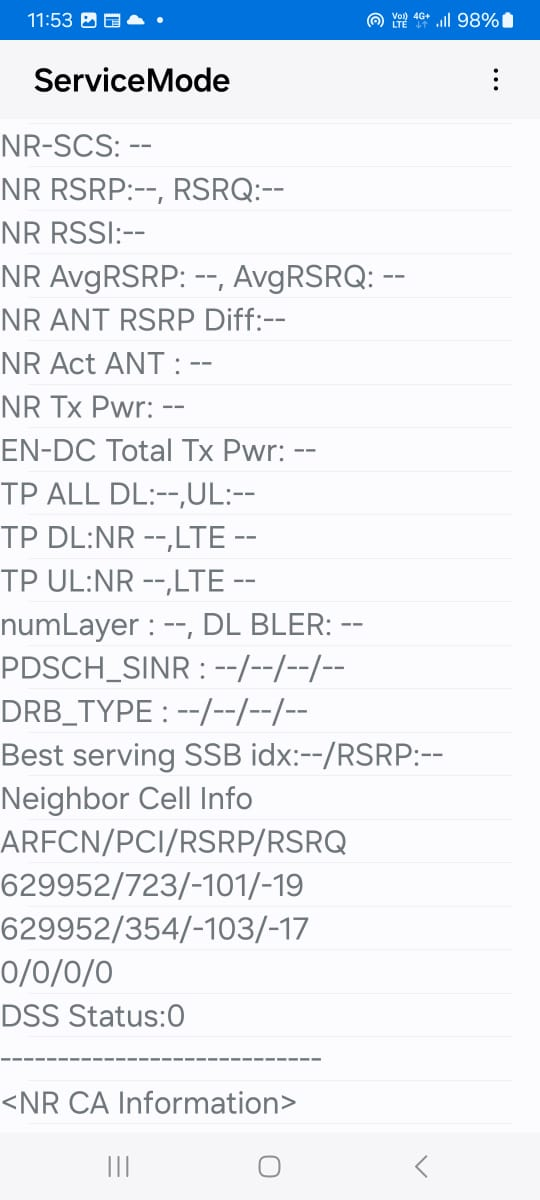 11:53 Vo)) LTE 4G+ 98%
ServiceMode
NR-SCS: --
NR RSRP:--, RSRQ:--
NR RSSI:--
NR AvgRSRP: --, AvgRSRQ: --
NR ANT RSRP Diff:--
NR Act ANT : --
NR Tx Pwr: --
EN-DC Total Tx Pwr: --
TP ALL DL:--,UL:--
TP DL:NR --,LTE --
TP UL:NR --,LTE --
numLayer : --, DL BLER: --
PDSCH_SINR : --/--/--/--
DRB_TYPE : --/--/--/--
Best serving SSB idx:--/RSRP:--
Neighbor Cell Info
ARFCN/PCI/RSRP/RSRQ
629952/723/-101/-19
629952/354/-103/-17
0/0/0/0
DSS Status:0
----------------------------
<NR CA Information>